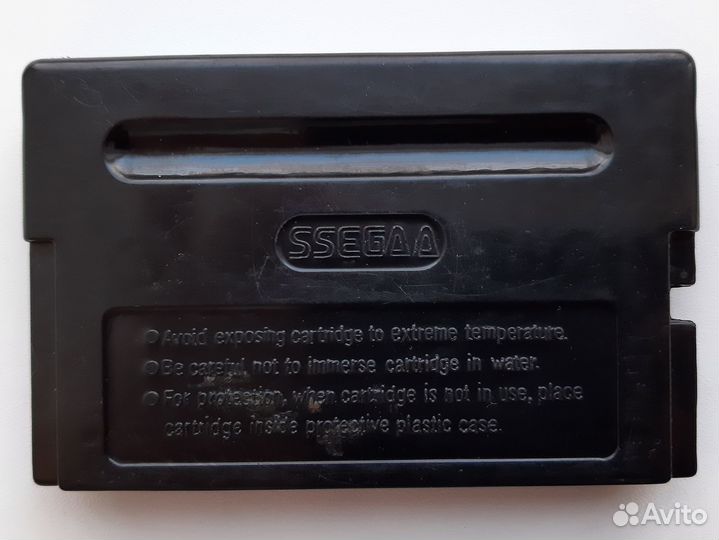 SSEGAA
● Avoid exposing cartridge to extreme temperature.
● Be careful not to immerse cartridge in water.
● For protection, when cartridge is not in use, place
cartridge inside protective plastic case.
Avito